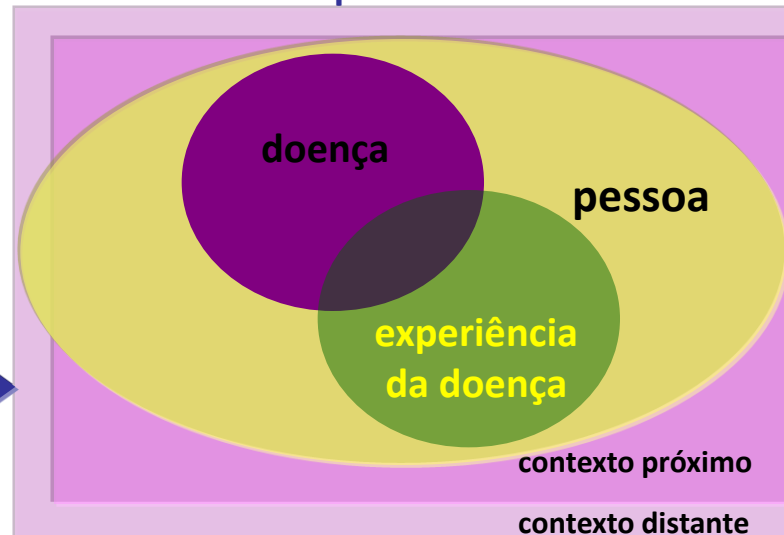 doença
pessoa
experiência
da doença
contexto próximo
contexto distante